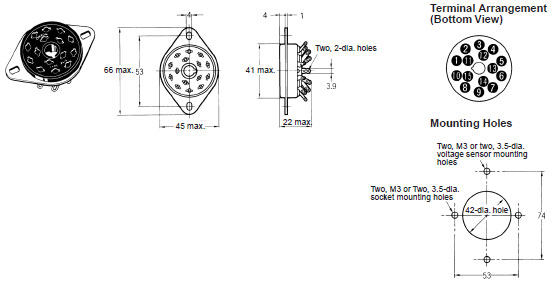 Terminal Arrangement
(Bottom View)
4
4
1
Two, 2-dia. holes
66 max.
53
41 max.
3.9
45 max.
22 max.
3
2
4
12
1
11
5
13
10
15
14
6
8
9
7
Mounting Holes
Two, M3 or two, 3.5-dia.
voltage sensor mounting
holes
Two, M3 or Two, 3.5-dia.
socket mounting holes
42-dia. hole
74
53